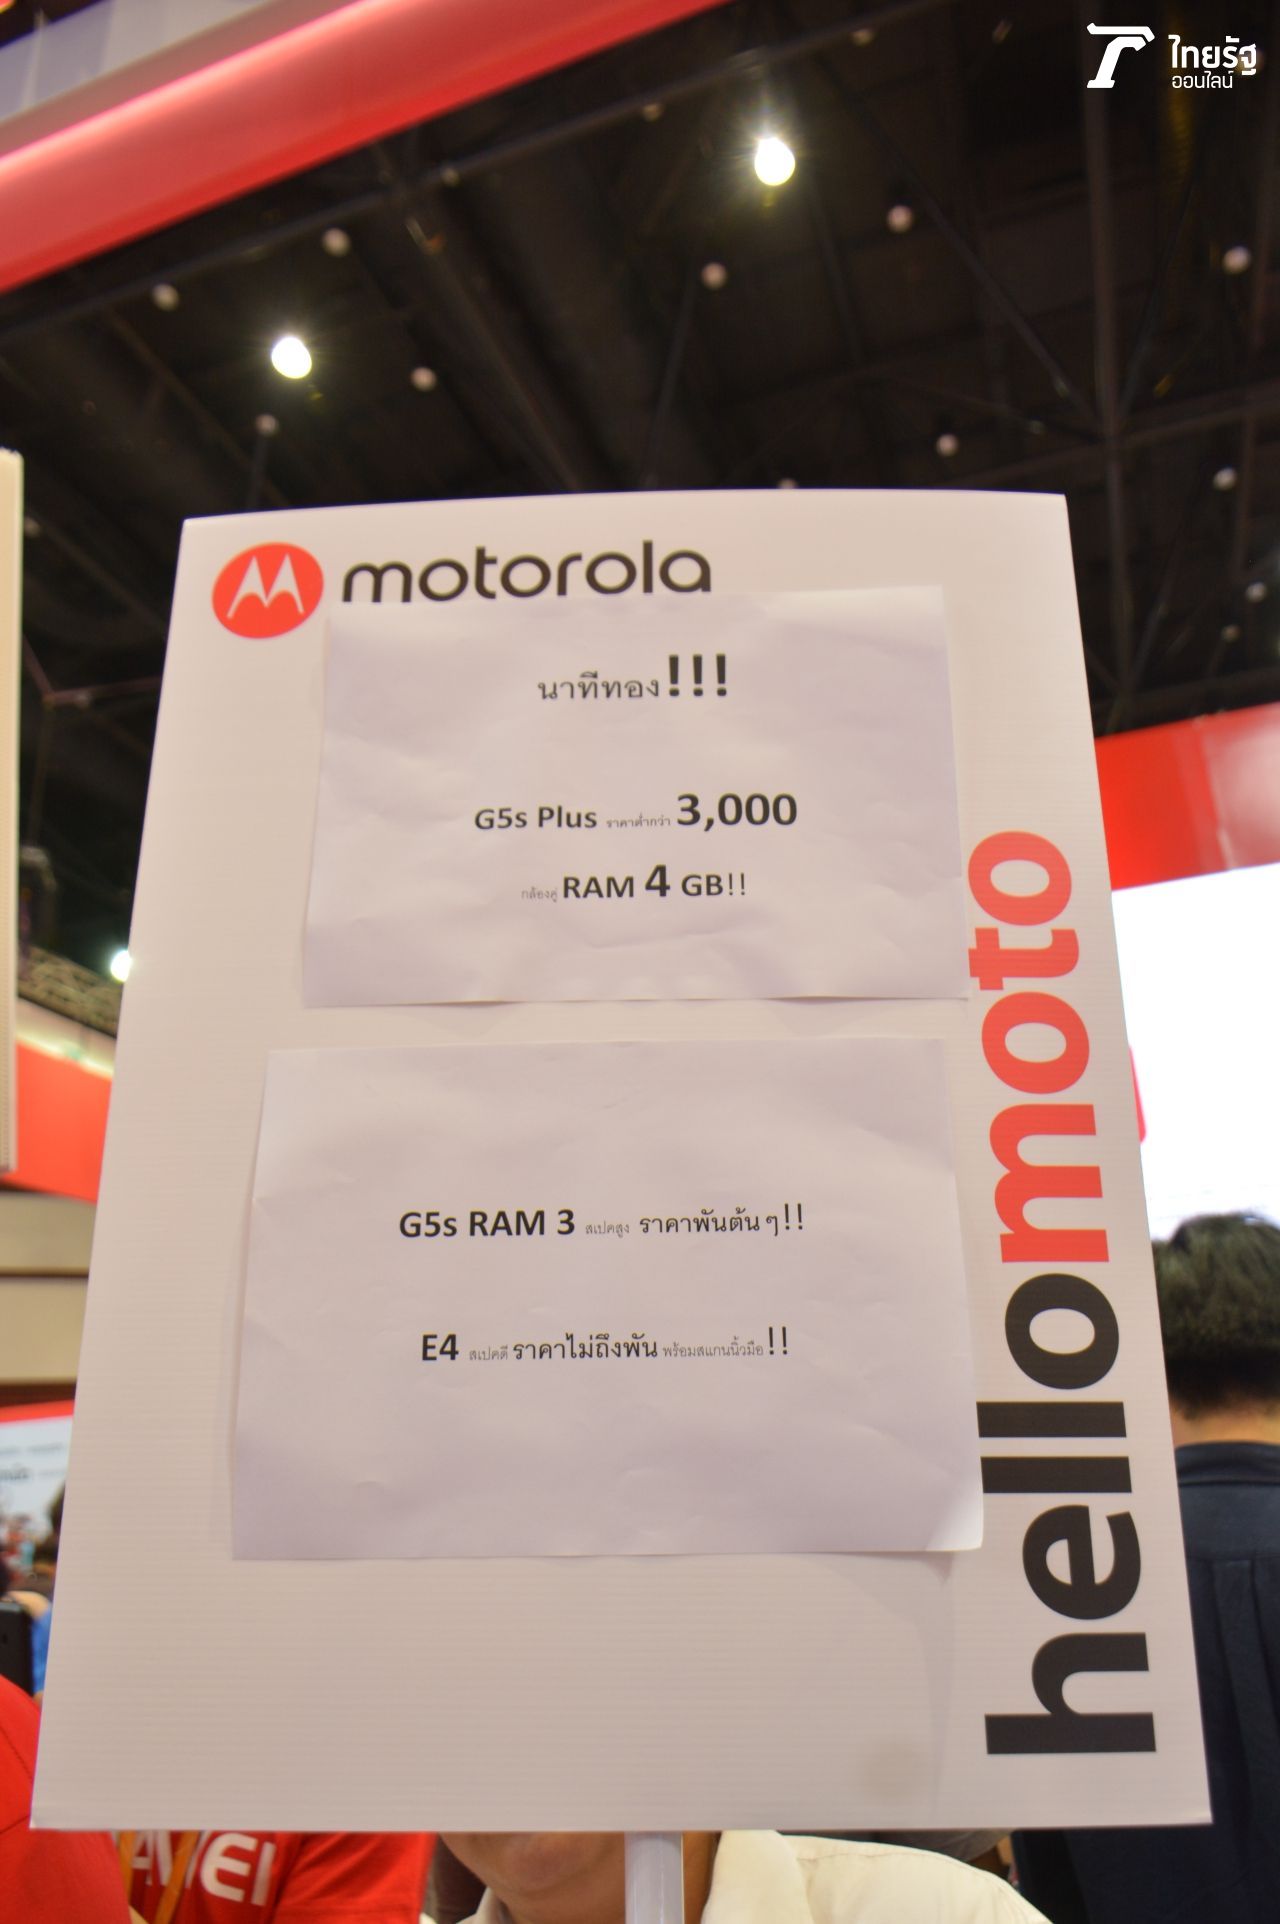 ไทยรัฐ
ออนไลน์
motorola
นาทีทอง!!!
G5s Plus ราคาต่ำกว่า 3,000
กล้องคู่ RAM 4 GB!!
G5s RAM 3 สเปคสูง ราคาพันต้นๆ!!
E4 สเปคดี ราคาไม่ถึงพัน พร้อมสแกนนิ้วมือ!!
hellomoto